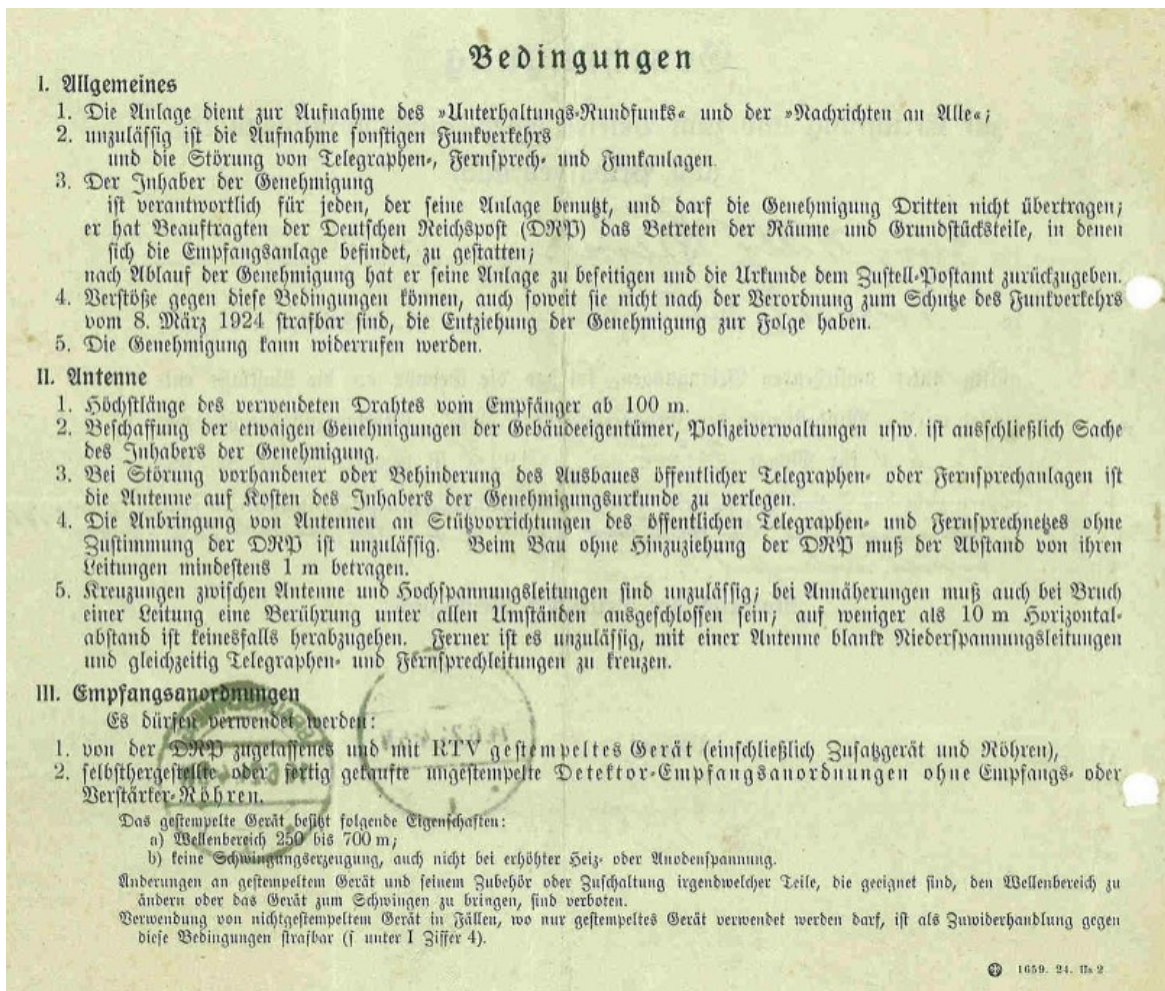 Bedingungen
I. Allgemeines
1. Die Anlage dient zur Aufnahme des »Unterhaltungs-Rundfunks« und der »Nachrichten an Alle«;
2. unzulässig ist die Aufnahme sonstigen Funkverkehrs
und die Störung von Telegraphen-, Fernsprech- und Funkanlagen.
3. Der Inhaber der Genehmigung
ist verantwortlich für jeden, der seine Anlage benutzt, und darf die Genehmigung Dritten nicht übertragen;
er hat Beauftragten der Deutschen Reichspost (DRP) das Betreten der Räume und Grundstücksteile, in denen
sich die Empfangsanlage befindet, zu gestatten;
nach Ablauf der Genehmigung hat er seine Anlage zu beseitigen und die Urkunde dem Zustell-Postamt zurückzugeben.
4. Verstöße gegen diese Bedingungen können, auch soweit sie nicht nach der Verordnung zum Schutze des Funkverkehrs
vom 8. März 1924 strafbar sind, die Entziehung der Genehmigung zur Folge haben.
5. Die Genehmigung kann widerrufen werden.
II. Antenne
1. Höchstlänge des verwendeten Drahtes vom Empfänger ab 100 m.
2. Beschaffung der etwaigen Genehmigungen der Gebäudeeigentümer, Polizeiverwaltungen usw. ist ausschließlich Sache
des Inhabers der Genehmigung.
3. Bei Störung vorhandener oder Behinderung des Ausbaues öffentlicher Telegraphen- oder Fernsprechanlagen ist
die Antenne auf Kosten des Inhabers der Genehmigungsurkunde zu verlegen.
4. Die Anbringung von Antennen an Stützvorrichtungen des öffentlichen Telegraphen- und Fernsprechnetzes ohne
Zustimmung der DRP ist unzulässig. Beim Bau ohne Hinzuziehung der DRP muß der Abstand von ihren
Leitungen mindestens 1 m betragen.
5. Kreuzungen zwischen Antenne und Hochspannungsleitungen sind unzulässig; bei Annäherungen muß auch bei Bruch
einer Leitung eine Berührung unter allen Umständen ausgeschlossen sein; auf weniger als 10 m Horizontal-
abstand ist keinesfalls herabzugehen. Ferner ist es unzulässig, mit einer Antenne blanke Niederspannungsleitungen
und gleichzeitig Telegraphen- und Fernsprechleitungen zu kreuzen.
III. Empfangsanordnungen
Es dürfen verwendet werden:
1. von der DRP zugelassenes und mit RTV gestempeltes Gerät (einschließlich Zusatzgerät und Röhren),
2. selbsthergestellte oder fertig gekaufte ungestempelte Detektor-Empfangsanordnungen ohne Empfangs- oder
Verstärker-Röhren.
Das gestempelte Gerät besitzt folgende Eigenschaften:
a) Wellenbereich 250 bis 700 m;
b) keine Schwingungserzeugung, auch nicht bei erhöhter Heiz- oder Anodenspannung.
Änderungen an gestempeltem Gerät und seinem Zubehör oder Zuschaltung irgendwelcher Teile, die geeignet sind, den Wellenbereich zu
ändern oder das Gerät zum Schwingen zu bringen, sind verboten.
Verwendung von nichtgestempeltem Gerät in Fällen, wo nur gestempeltes Gerät verwendet werden darf, ist als Zuwiderhandlung gegen
diese Bedingungen strafbar (s unter I Ziffer 4).
1659. 24. IIs 2